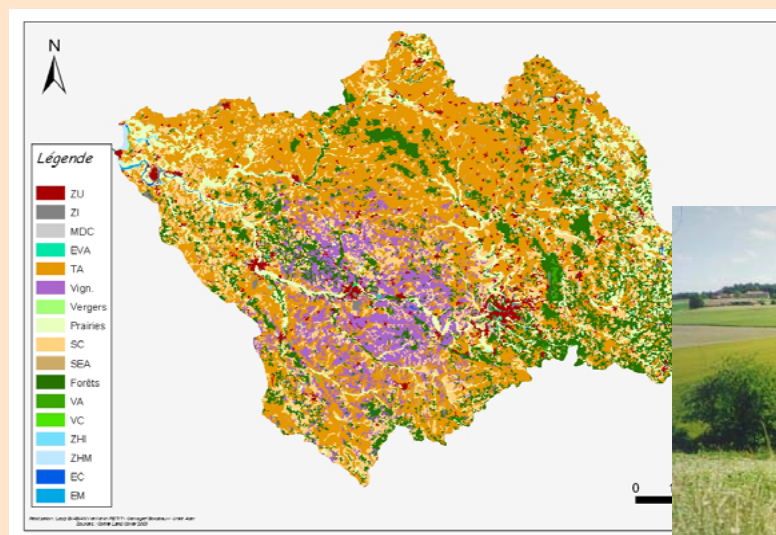 N
Légende
ZU
ZI
MDC
EVA
TA
Vign.
Vergers
Prairies
SC
SEA
Forêts
VA
VC
ZHI
ZHM
EC
EM
0